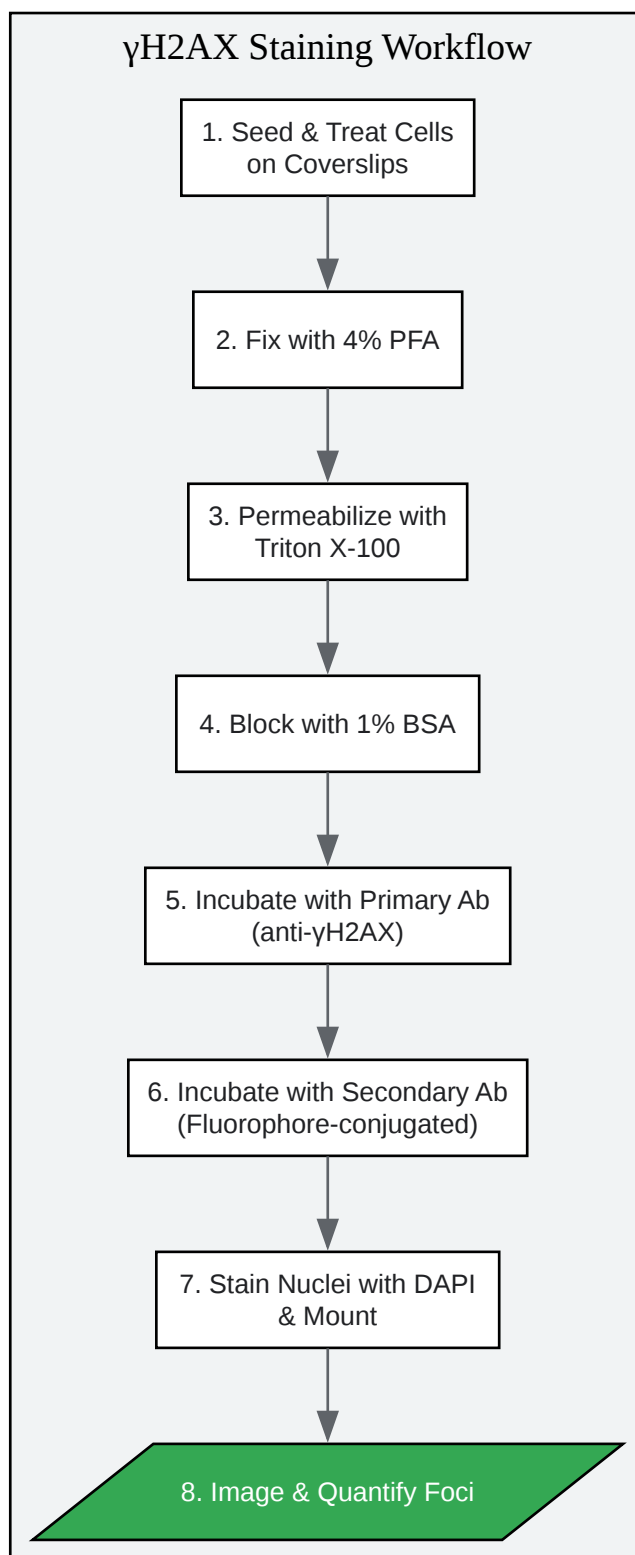 γH2AX Staining Workflow
1. Seed & Treat Cells
on Coverslips
2. Fix with 4% PFA
3. Permeabilize with
Triton X-100
4. Block with 1% BSA
5. Incubate with Primary Ab
(anti-γH2AX)
6. Incubate with Secondary Ab
(Fluorophore-conjugated)
7. Stain Nuclei with DAPI
& Mount
8. Image & Quantify Foci